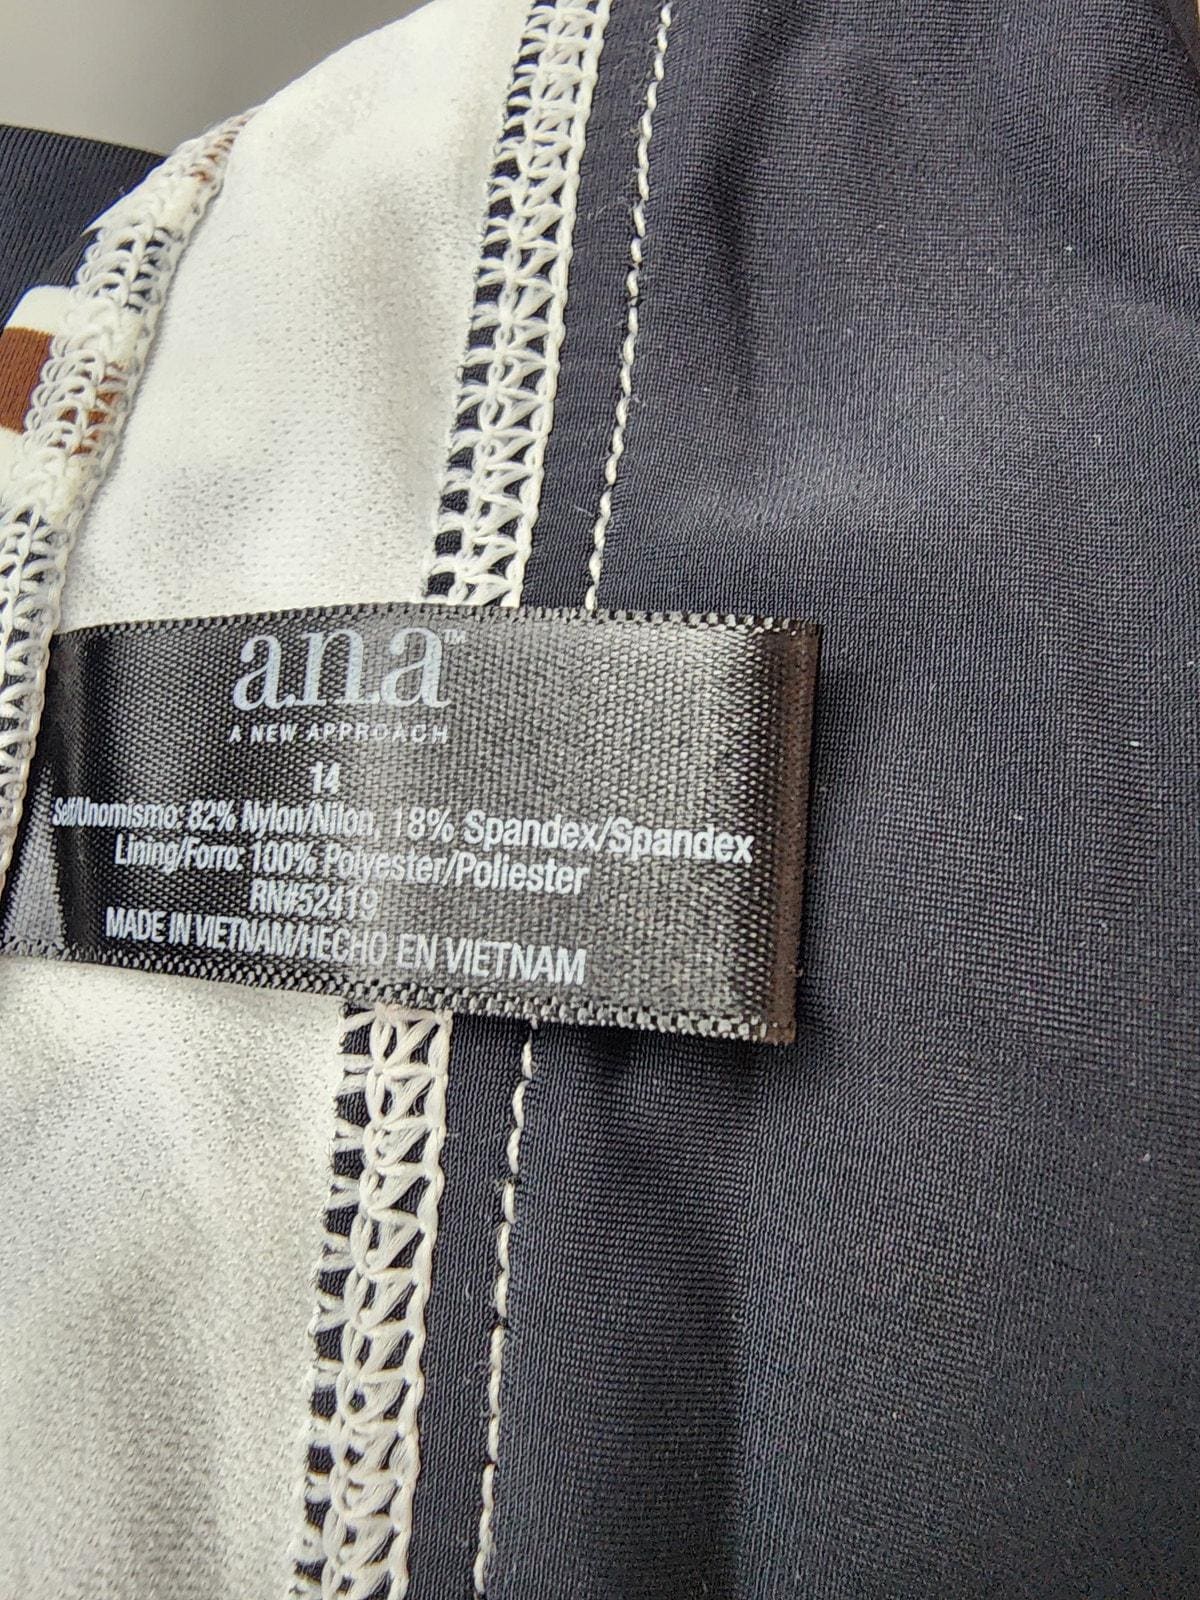 a.n.a™
A NEW APPROACH
14
Self/Unomismo: 82% Nylon/Nilon, 18% Spandex/Spandex
Lining/Forro: 100% Polyester/Poliester
RN#52419
MADE IN VIETNAM/HECHO EN VIETNAM